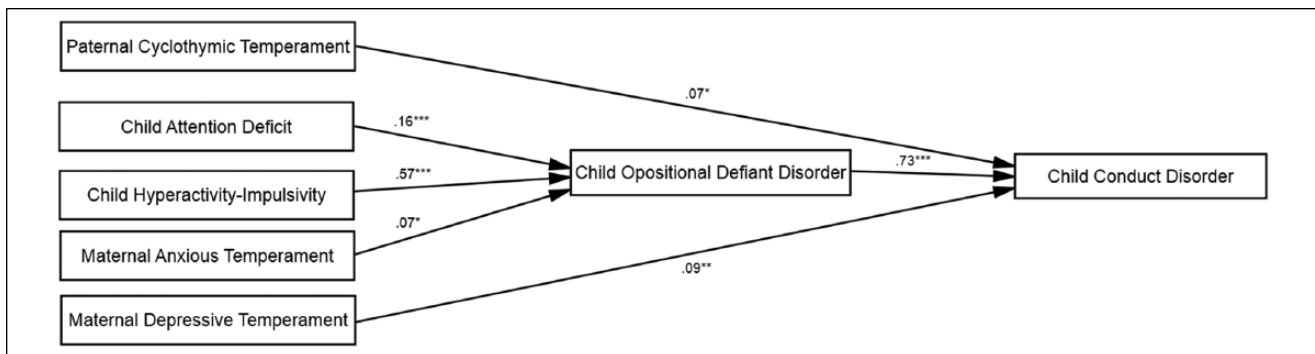 Paternal Cyclothymic Temperament
.07*
Child Attention Deficit
.16***
Child Opositional Defiant Disorder
.73***
Child Conduct Disorder
Child Hyperactivity-Impulsivity
.57***
Maternal Anxious Temperament
.07*
Maternal Depressive Temperament
.09**